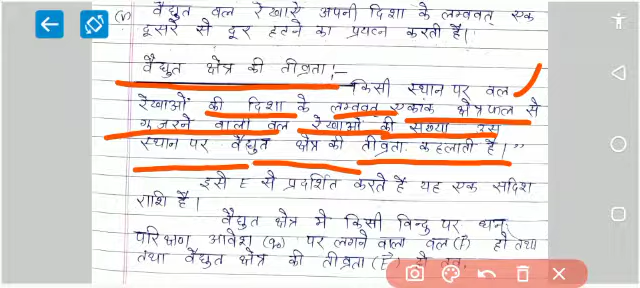 (v) वैद्युत बल रेखाएँ अपनी दिशा के लम्बवत् एक
दूसरे से दूर हटने का प्रयत्न करती हैं।
वैद्युत क्षेत्र की तीव्रता:-
किसी स्थान पर बल
रेखाओं की दिशा के लम्बवत् एकांक क्षेत्रफल से
गुजरने वाली बल रेखाओं की संख्या उस
स्थान पर वैद्युत क्षेत्र की तीव्रता कहलाती है।”
इसे E से प्रदर्शित करते हैं यह एक सदिश
राशि है।
वैद्युत क्षेत्र मे किसी विन्दु पर धन
परिक्षण आवेश (q₀) पर लगने वाला बल (F) हो तथा
तथा वैद्युत क्षेत्र की तीव्रता (E)